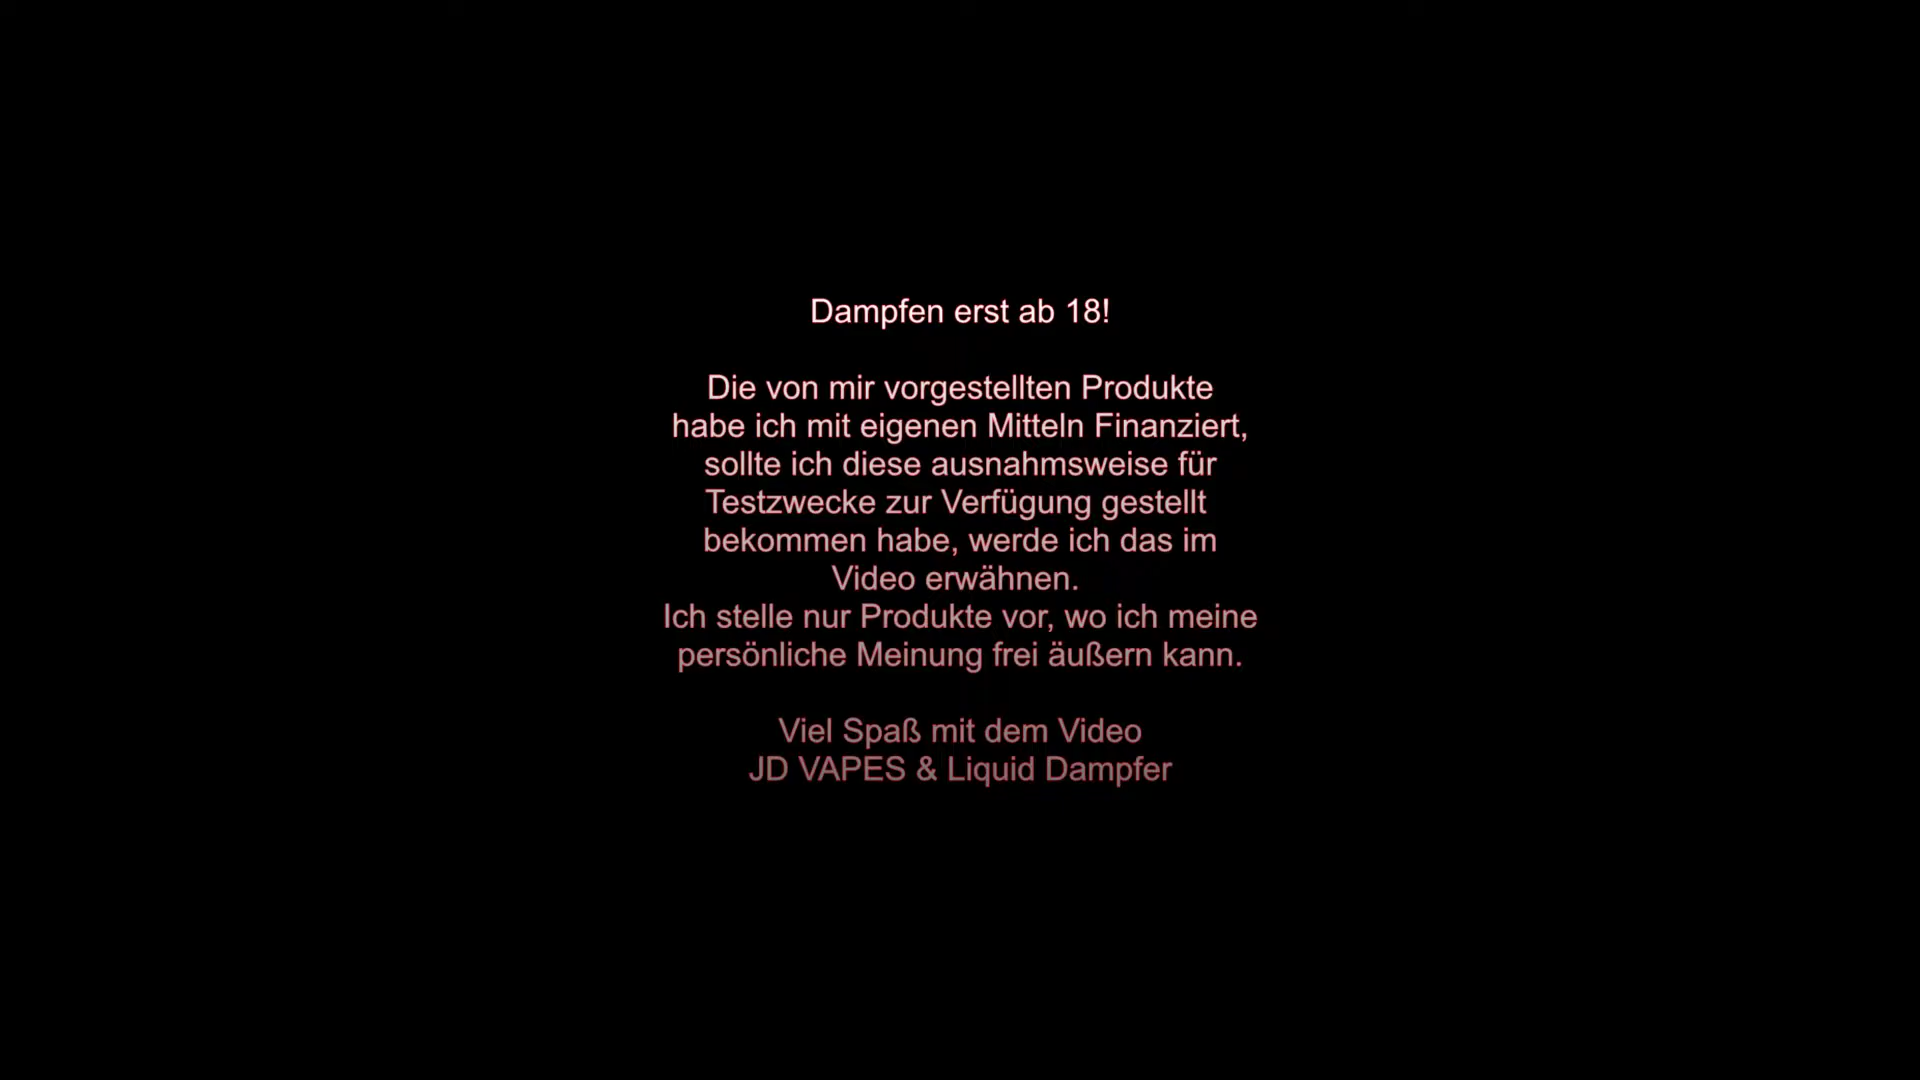 Dampfen erst ab 18!
Die von mir vorgestellten Produkte
habe ich mit eigenen Mitteln Finanziert,
sollte ich diese ausnahmsweise für
Testzwecke zur Verfügung gestellt
bekommen habe, werde ich das im
Video erwähnen.
Ich stelle nur Produkte vor, wo ich meine
persönliche Meinung frei äußern kann.
Viel Spaß mit dem Video
JD VAPES & Liquid Dampfer